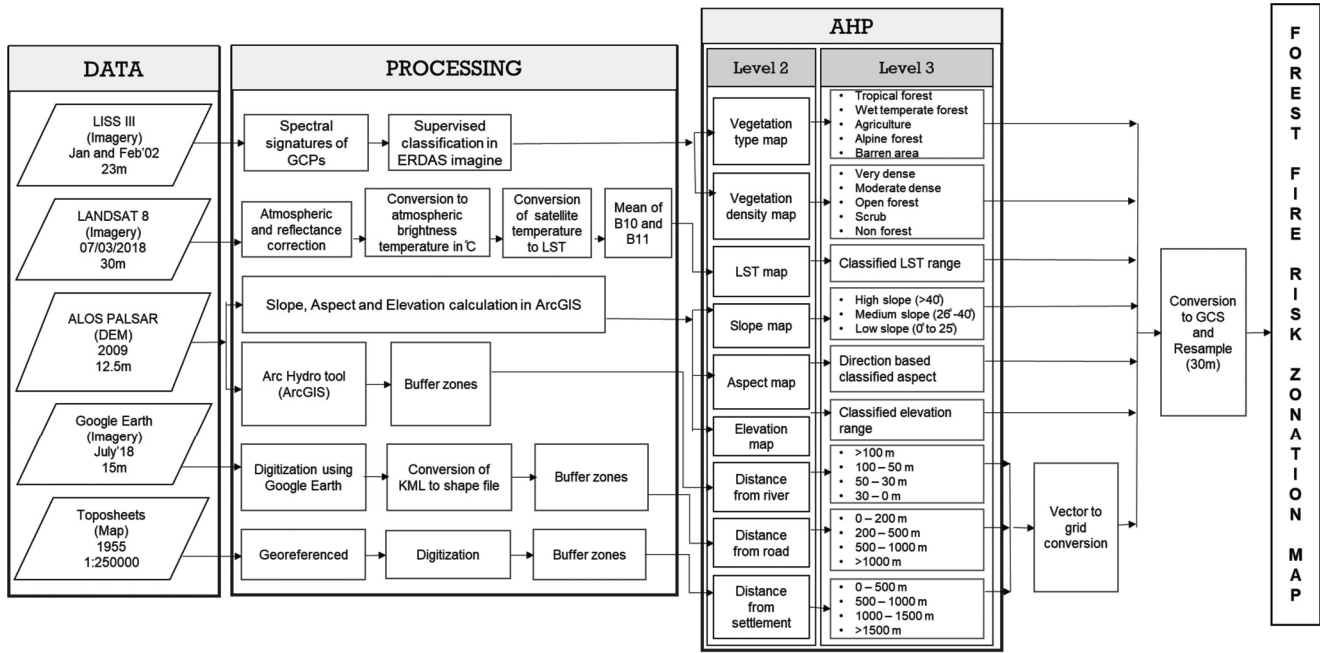 DATA
LISS III
(Imagery)
Jan and Feb'02
23m
LANDSAT 8
(Imagery)
07/03/2018
30m
ALOS PALSAR
(DEM)
2009
12.5m
Google Earth
(Imagery)
July'18
15m
Toposheets
(Map)
1955
1:250000
PROCESSING
Spectral
signatures of
GCPs
Supervised
classification in
ERDAS imagine
Atmospheric
and reflectance
correction
Conversion to
atmospheric
brightness
temperature in °C
Conversion
of satellite
temperature
to LST
Mean of
B10 and
B11
Slope, Aspect and Elevation calculation in ArcGIS
Arc Hydro tool
(ArcGIS)
Buffer zones
Digitization using
Google Earth
Conversion of
KML to shape file
Buffer zones
Georeferenced
Digitization
Buffer zones
AHP
Level 2
Level 3
Vegetation
type map
• Tropical forest
• Wet temperate forest
• Agriculture
• Alpine forest
• Barren area
Vegetation
density map
• Very dense
• Moderate dense
• Open forest
• Scrub
• Non forest
LST map
Classified LST range
Slope map
• High slope (>40°)
• Medium slope (26°-40°)
• Low slope (0° to 25°)
Aspect map
Direction based
classified aspect
Elevation
map
Classified elevation
range
Distance
from river
• >100 m
• 100 – 50 m
• 50 – 30 m
• 30 – 0 m
Distance
from road
• 0 – 200 m
• 200 – 500 m
• 500 – 1000 m
• >1000 m
Distance
from
settlement
• 0 – 500 m
• 500 – 1000 m
• 1000 – 1500 m
• >1500 m
Vector to
grid
conversion
Conversion
to GCS
and
Resample
(30m)
FOREST FIRE RISK ZONATION MAP